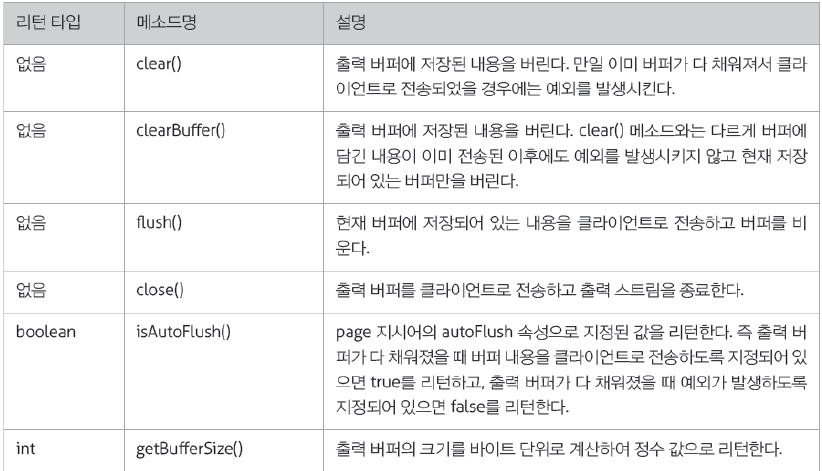 리턴 타입 메소드명 설명
없음 clear() 출력 버퍼에 저장된 내용을 버린다. 만일 이미 버퍼가 다 채워져서 클라
이언트로 전송되었을 경우에는 예외를 발생시킨다.
없음 clearBuffer() 출력 버퍼에 저장된 내용을 버린다. clear() 메소드와는 다르게 버퍼에
담긴 내용이 이미 전송된 이후에도 예외를 발생시키지 않고 현재 저장
되어 있는 버퍼만을 버린다.
없음 flush() 현재 버퍼에 저장되어 있는 내용을 클라이언트로 전송하고 버퍼를 비
운다.
없음 close() 출력 버퍼를 클라이언트로 전송하고 출력 스트림을 종료한다.
boolean isAutoFlush() page 지시어의 autoFlush 속성으로 지정된 값을 리턴한다. 즉 출력 버
퍼가 다 채워졌을 때 버퍼 내용을 클라이언트로 전송하도록 지정되어 있
으면 true를 리턴하고, 출력 버퍼가 다 채워졌을 때 예외가 발생하도록
지정되어 있으면 false를 리턴한다.
int getBufferSize() 출력 버퍼의 크기를 바이트 단위로 계산하여 정수 값으로 리턴한다.